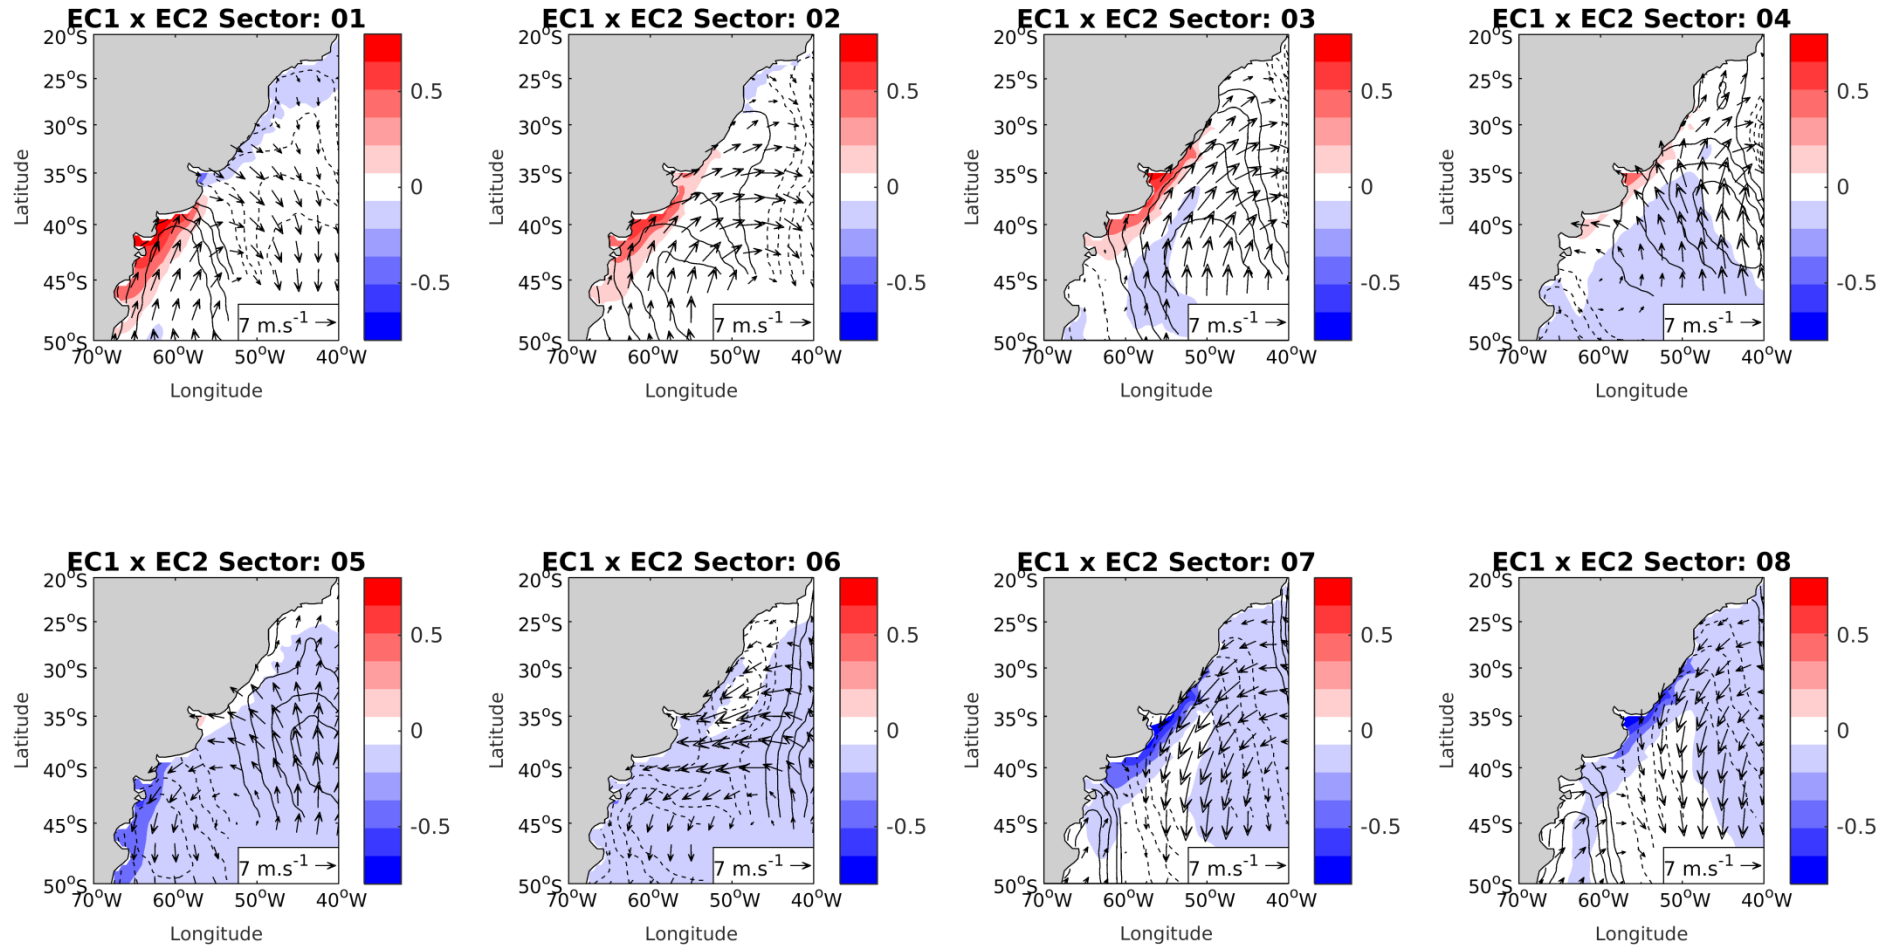 EC1 x EC2 Sector: 01
20°S
25°S
30°S
35°S
40°S
45°S
50°S
70°W 60°W 50°W 40°W
Latitude
Longitude
0.5
0
-0.5
7 m.s⁻¹
EC1 x EC2 Sector: 02
20°S
25°S
30°S
35°S
40°S
45°S
50°S
70°W 60°W 50°W 40°W
Latitude
Longitude
0.5
0
-0.5
7 m.s⁻¹
EC1 x EC2 Sector: 03
20°S
25°S
30°S
35°S
40°S
45°S
50°S
70°W 60°W 50°W 40°W
Latitude
Longitude
0.5
0
-0.5
7 m.s⁻¹
EC1 x EC2 Sector: 04
20°S
25°S
30°S
35°S
40°S
45°S
50°S
70°W 60°W 50°W 40°W
Latitude
Longitude
0.5
0
-0.5
7 m.s⁻¹
EC1 x EC2 Sector: 05
20°S
25°S
30°S
35°S
40°S
45°S
50°S
70°W 60°W 50°W 40°W
Latitude
Longitude
0.5
0
-0.5
7 m.s⁻¹
EC1 x EC2 Sector: 06
20°S
25°S
30°S
35°S
40°S
45°S
50°S
70°W 60°W 50°W 40°W
Latitude
Longitude
0.5
0
-0.5
7 m.s⁻¹
EC1 x EC2 Sector: 07
20°S
25°S
30°S
35°S
40°S
45°S
50°S
70°W 60°W 50°W 40°W
Latitude
Longitude
0.5
0
-0.5
7 m.s⁻¹
EC1 x EC2 Sector: 08
20°S
25°S
30°S
35°S
40°S
45°S
50°S
70°W 60°W 50°W 40°W
Latitude
Longitude
0.5
0
-0.5
7 m.s⁻¹